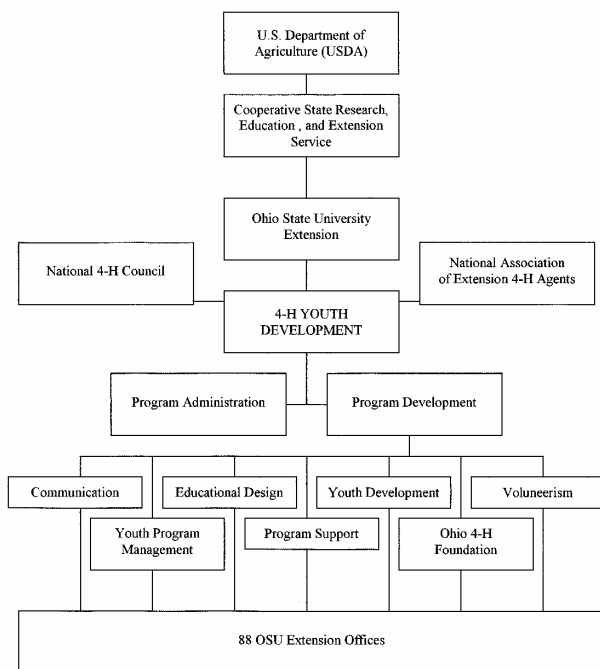 U.S. Department of
Agriculture (USDA)
Cooperative State Research,
Education , and Extension
Service
Ohio State University
Extension
National 4-H Council
National Association
of Extension 4-H Agents
4-H YOUTH
DEVELOPMENT
Program Administration
Program Development
Communication
Educational Design
Youth Development
Voluneerism
Youth Program
Management
Program Support
Ohio 4-H
Foundation
88 OSU Extension Offices